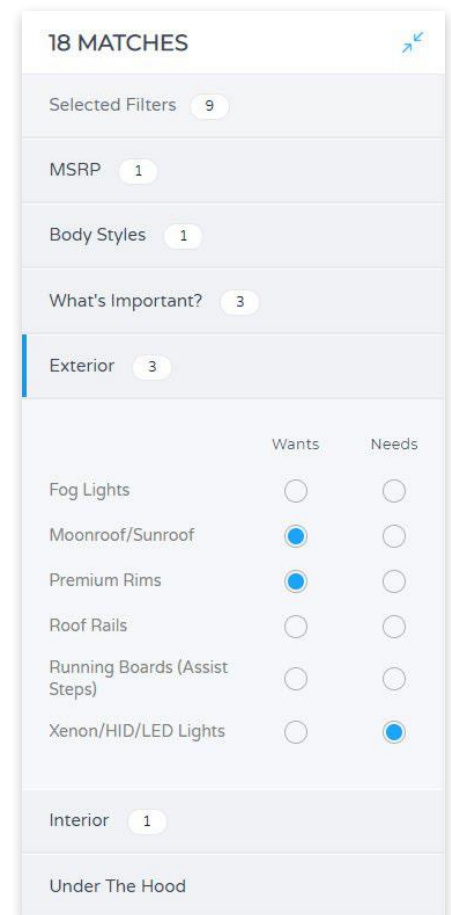 18 MATCHES
Selected Filters 9
MSRP 1
Body Styles 1
What's Important? 3
Exterior 3
Wants Needs
Fog Lights
Moonroof/Sunroof
Premium Rims
Roof Rails
Running Boards (Assist
Steps)
Xenon/HID/LED Lights
Interior 1
Under The Hood